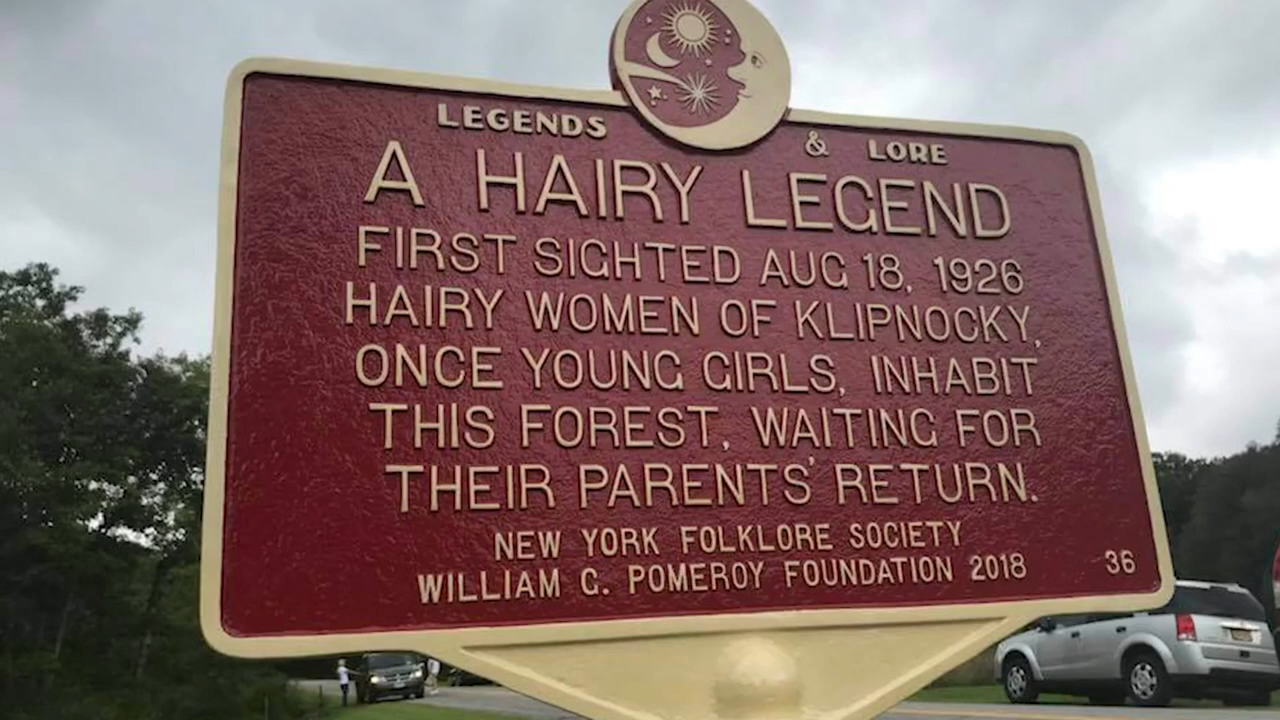 LEGENDS & LORE
A HAIRY LEGEND
FIRST SIGHTED AUG 18, 1926
HAIRY WOMEN OF KLIPNOCKY,
ONCE YOUNG GIRLS, INHABIT
THIS FOREST, WAITING FOR
THEIR PARENTS' RETURN.
NEW YORK FOLKLORE SOCIETY
WILLIAM G. POMEROY FOUNDATION 2018 36